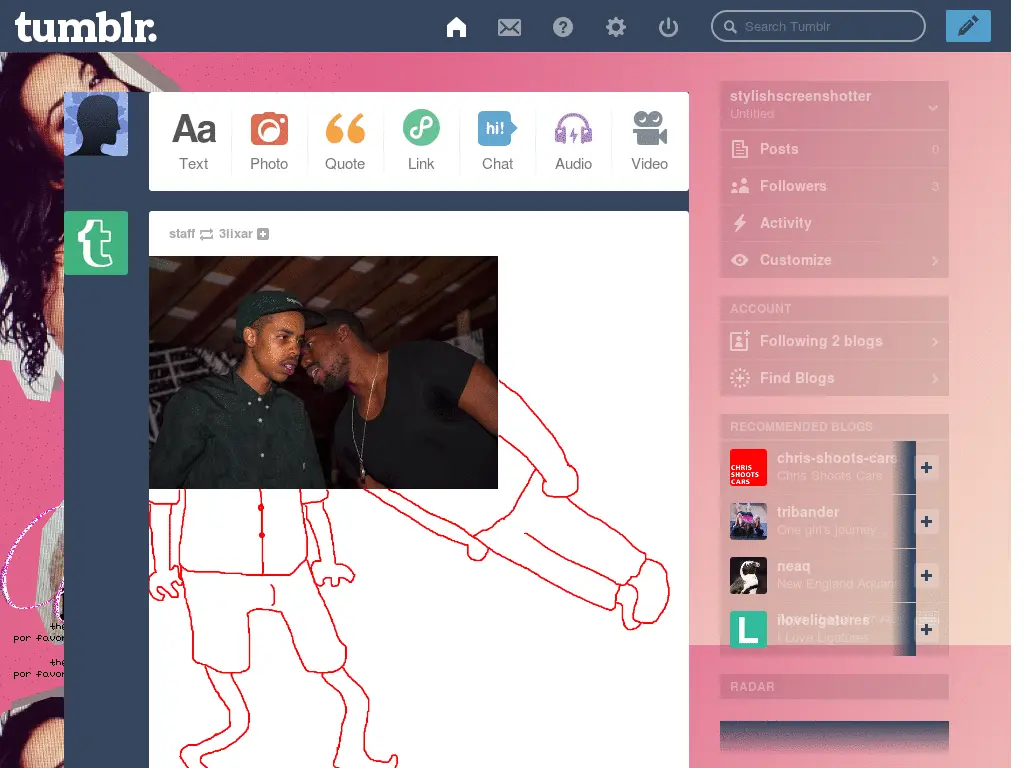 tumblr.
Search Tumblr
Aa
hi!
Text
Photo
Quote
Link
Chat
Audio
Video
staff 3lixar
stylishscreenshotter
Untitled
Posts 0
Followers 3
Activity
Customize
ACCOUNT
Following 2 blogs
Find Blogs
RECOMMENDED BLOGS
CHRIS
SHOOTS
CARS
chris-shoots-cars
Chris Shoots Cars
tribander
One girl's journey
neaq
New England Aquari
L
iloveligatures
I Love Ligatures
RADAR
the
por favor
the
por favor